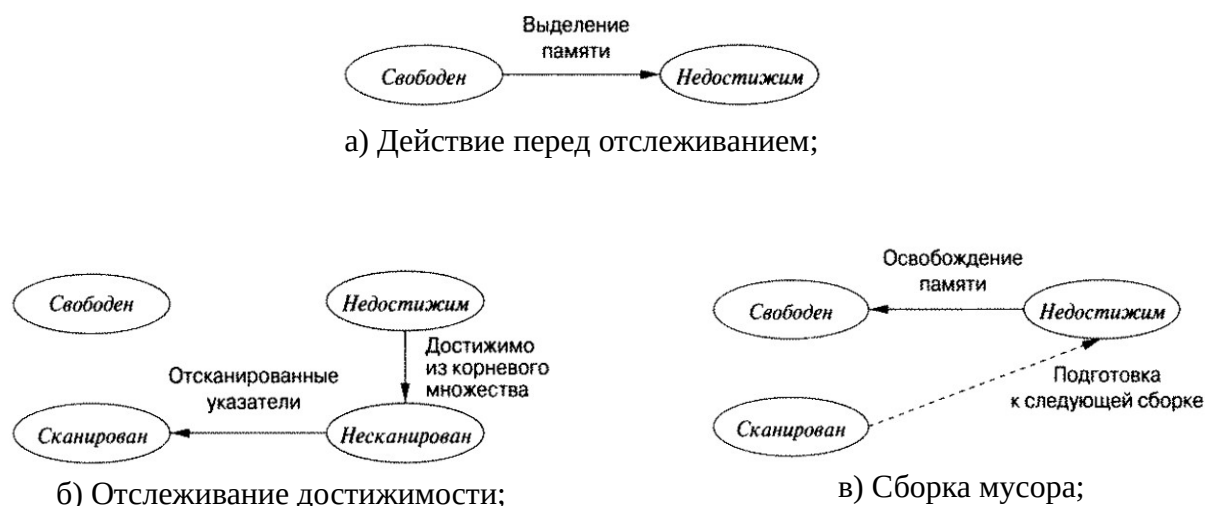 Выделение
памяти
Свободен
Недостижим
а) Действие перед отслеживанием;
Свободен
Недостижим
Достижимо
из корневого
множества
Отсканированные
указатели
Сканирован
Несканирован
б) Отслеживание достижимости;
Освобождение
памяти
Свободен
Недостижим
Подготовка
к следующей сборке
Сканирован
в) Сборка мусора;